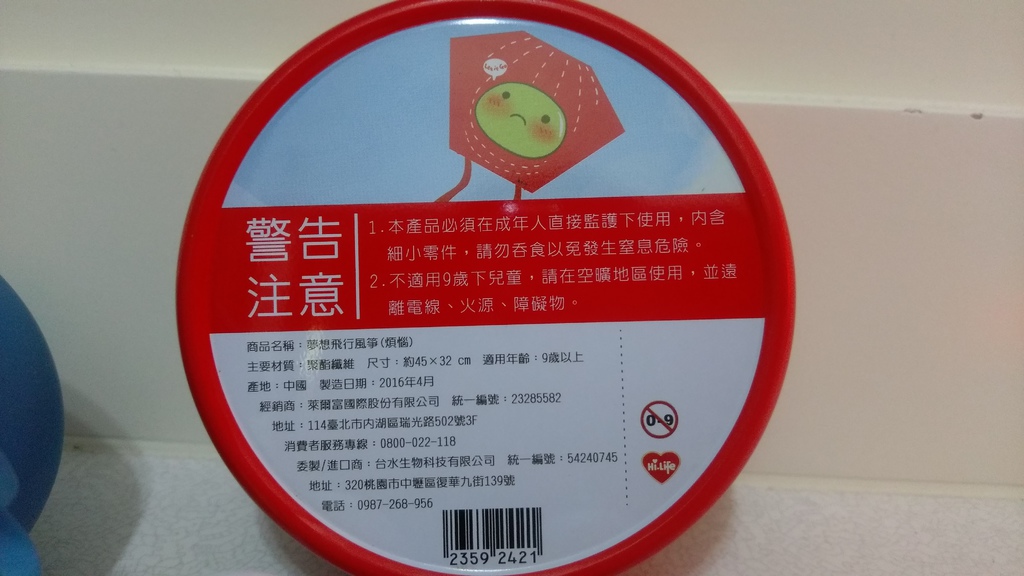 Let's Go
警告
注意
1.本產品必須在成年人直接監護下使用，內含
細小零件，請勿吞食以免發生窒息危險。
2.不適用9歲下兒童，請在空曠地區使用，並遠
離電線、火源、障礙物。
商品名稱：夢想飛行風箏(煩惱)
主要材質：聚酯纖維 尺寸：約45×32 cm 適用年齡：9歲以上
產地：中國 製造日期：2016年4月
經銷商：萊爾富國際股份有限公司 統一編號：23285582
地址：114臺北市內湖區瑞光路502號3F
消費者服務專線：0800-022-118
委製/進口商：台水生物科技有限公司 統一編號：54240745
地址：320桃園市中壢區復華九街139號
電話：0987-268-956
0-9
Hi-Life
2359 2421